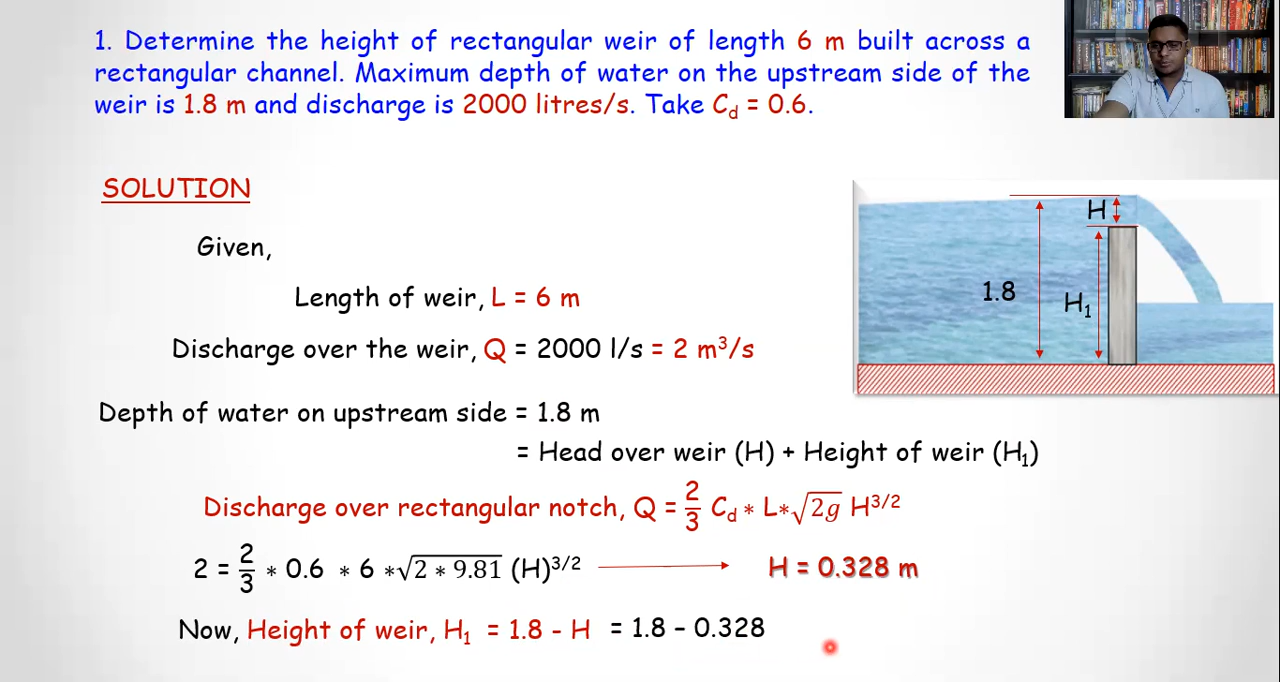 1. Determine the height of rectangular weir of length 6 m built across a
rectangular channel. Maximum depth of water on the upstream side of the
weir is 1.8 m and discharge is 2000 litres/s. Take C_d = 0.6.
SOLUTION
Given,
Length of weir, L = 6 m
Discharge over the weir, Q = 2000 l/s = 2 m³/s
Depth of water on upstream side = 1.8 m
= Head over weir (H) + Height of weir (H₁)
Discharge over rectangular notch, Q = 2/3 C_d * L*√2g H^3/2
2 = 2/3 * 0.6 * 6 *√2 * 9.81 (H)^3/2 → H = 0.328 m
Now, Height of weir, H₁ = 1.8 - H = 1.8 – 0.328
H
1.8
H₁